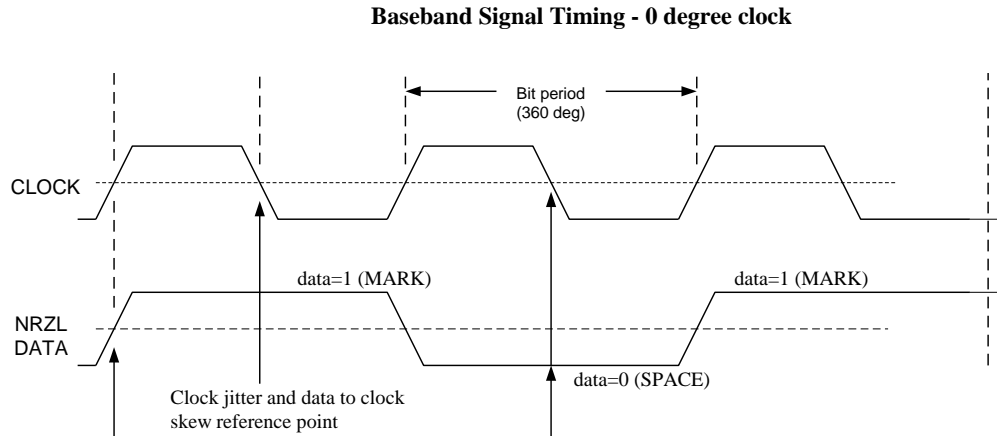 Baseband Signal Timing - 0 degree clock
Bit period
(360 deg)
CLOCK
data=1 (MARK)
data=1 (MARK)
NRZL
DATA
data=0 (SPACE)
Clock jitter and data to clock
skew reference point